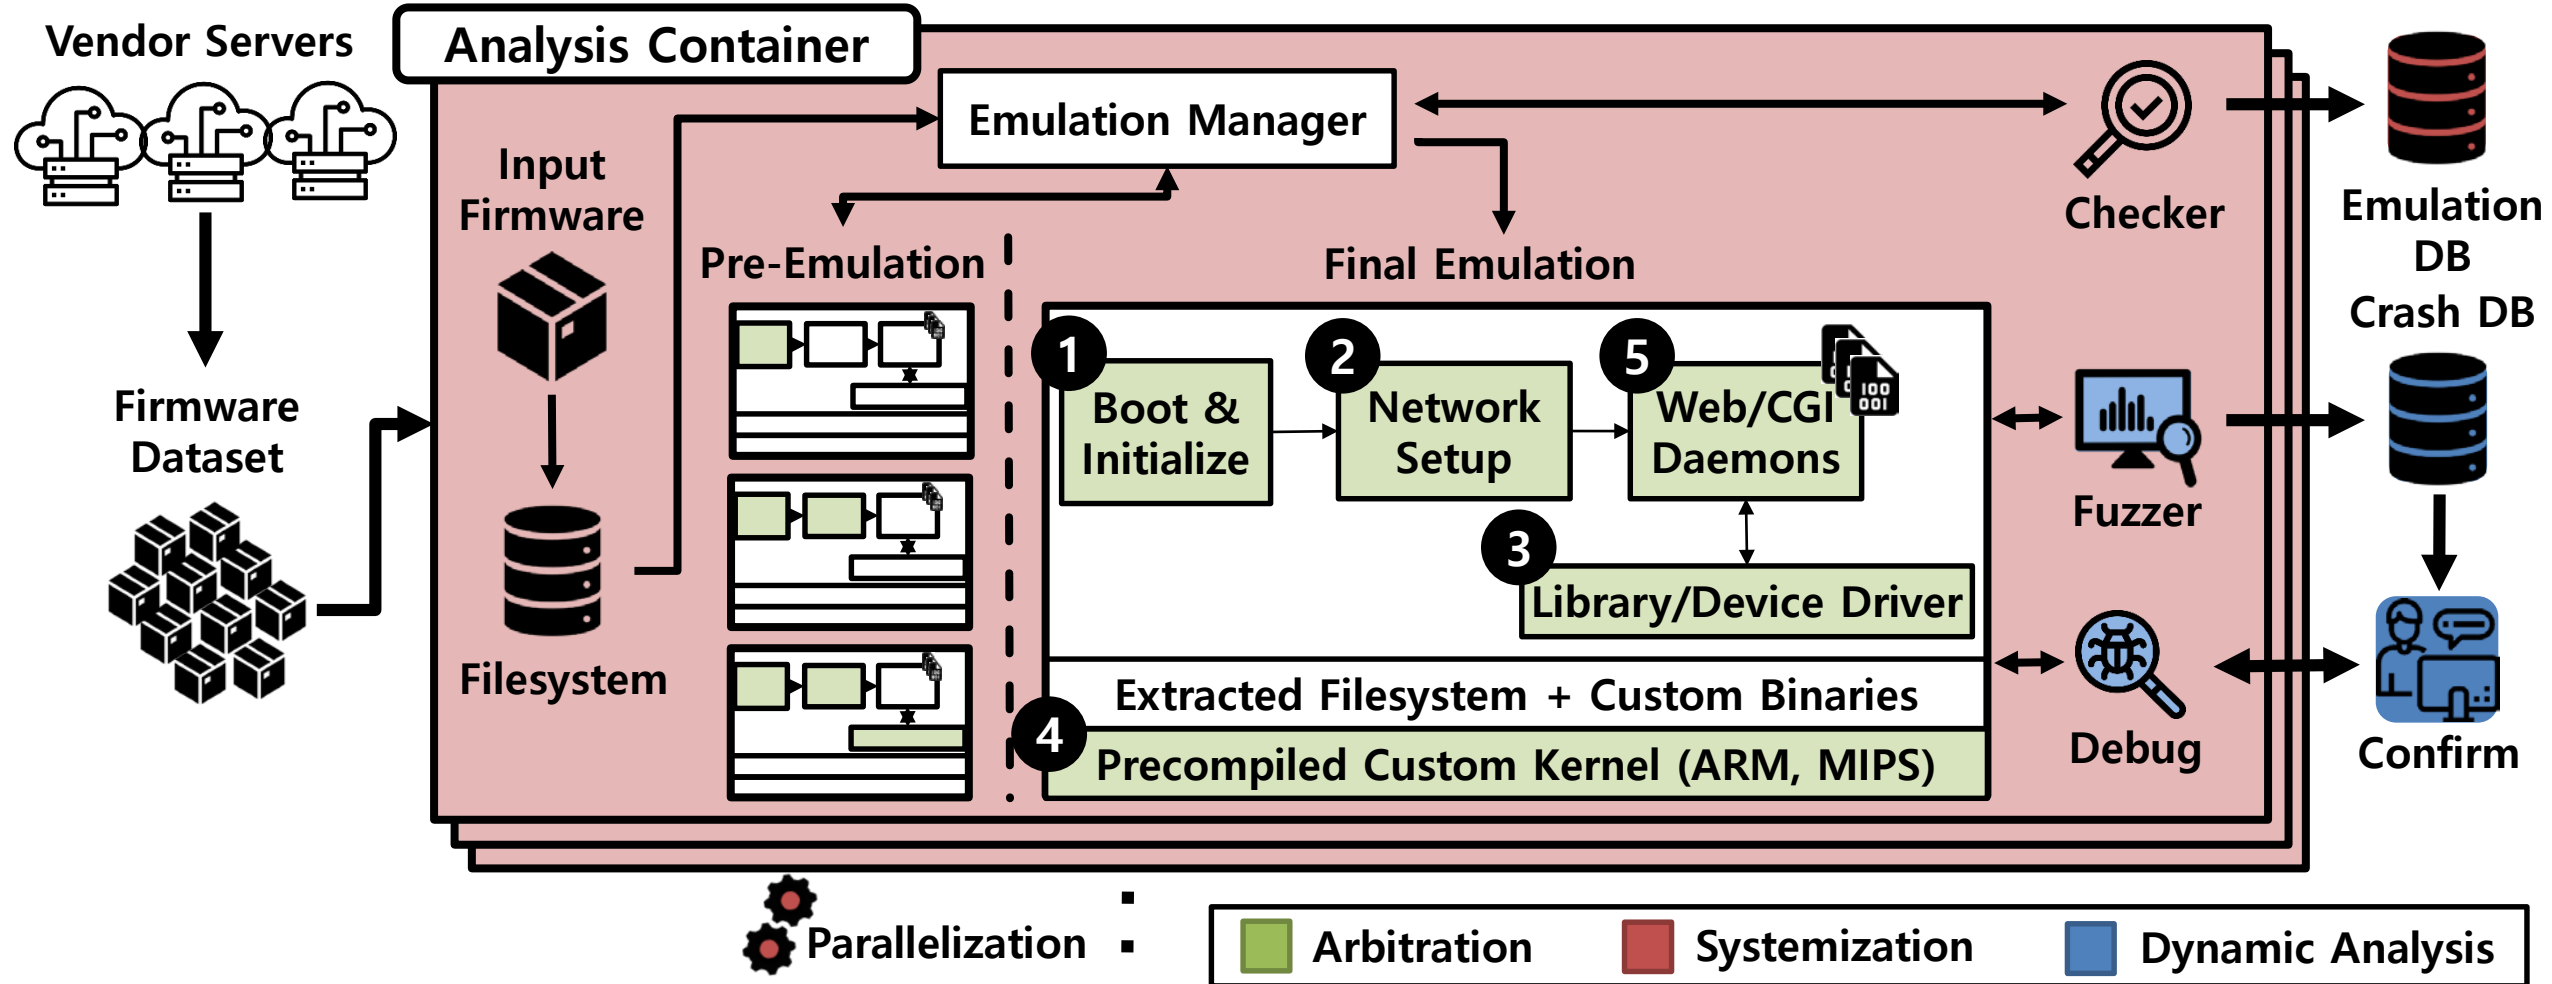 Vendor Servers
Analysis Container
Emulation Manager
Input
Firmware
Checker
Emulation
DB
Pre-Emulation
Final Emulation
Crash DB
1
2
5
Boot &
Initialize
Network
Setup
Web/CGI
Daemons
100
001
Firmware
Dataset
Fuzzer
3
Library/Device Driver
Filesystem
Extracted Filesystem + Custom Binaries
4
Precompiled Custom Kernel (ARM, MIPS)
Debug
Confirm
Parallelization
Arbitration
Systemization
Dynamic Analysis